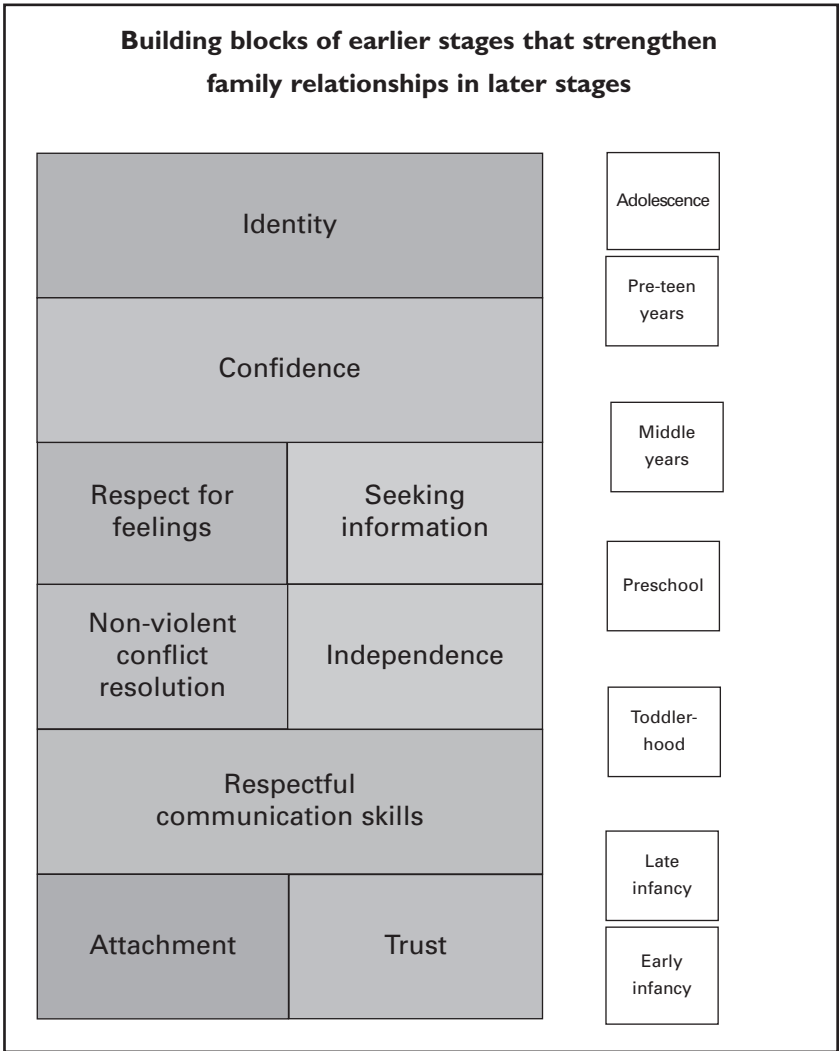 Building blocks of earlier stages that strengthen
family relationships in later stages
Identity
Adolescence
Pre-teen
years
Confidence
Middle
years
Respect for
feelings
Seeking
information
Preschool
Non-violent
conflict
resolution
Independence
Toddler-
hood
Respectful
communication skills
Late
infancy
Attachment
Trust
Early
infancy